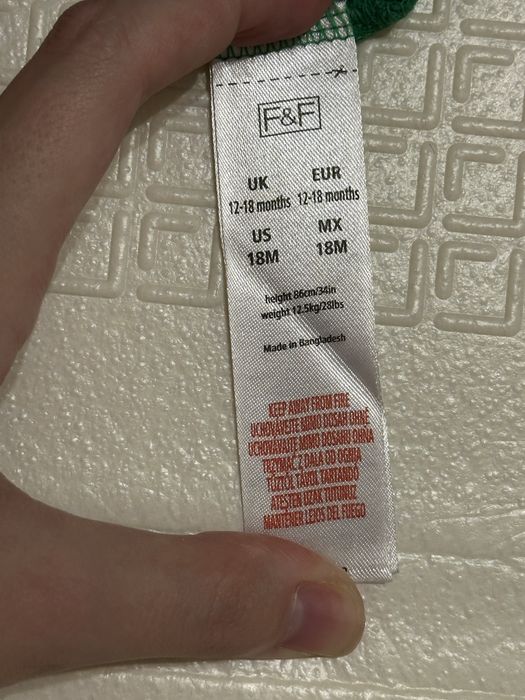 F&F
UK EUR
12-18 months 12-18 months
US MX
18M 18M
height 86cm/34in
weight 12.5kg/28lbs
Made in Bangladesh
KEEP AWAY FROM FIRE
UCHOVÁVEJTE MIMO DOSAH OHNĚ
UCHOVÁVAJTE MIMO DOSAHU OHŇA
TRZYMAĆ Z DALA OD OGNIA
TŰZTŐL TÁVOL TARTANDÓ
ATEŞTEN UZAK TUTUNUZ
MANTENER LEJOS DEL FUEGO